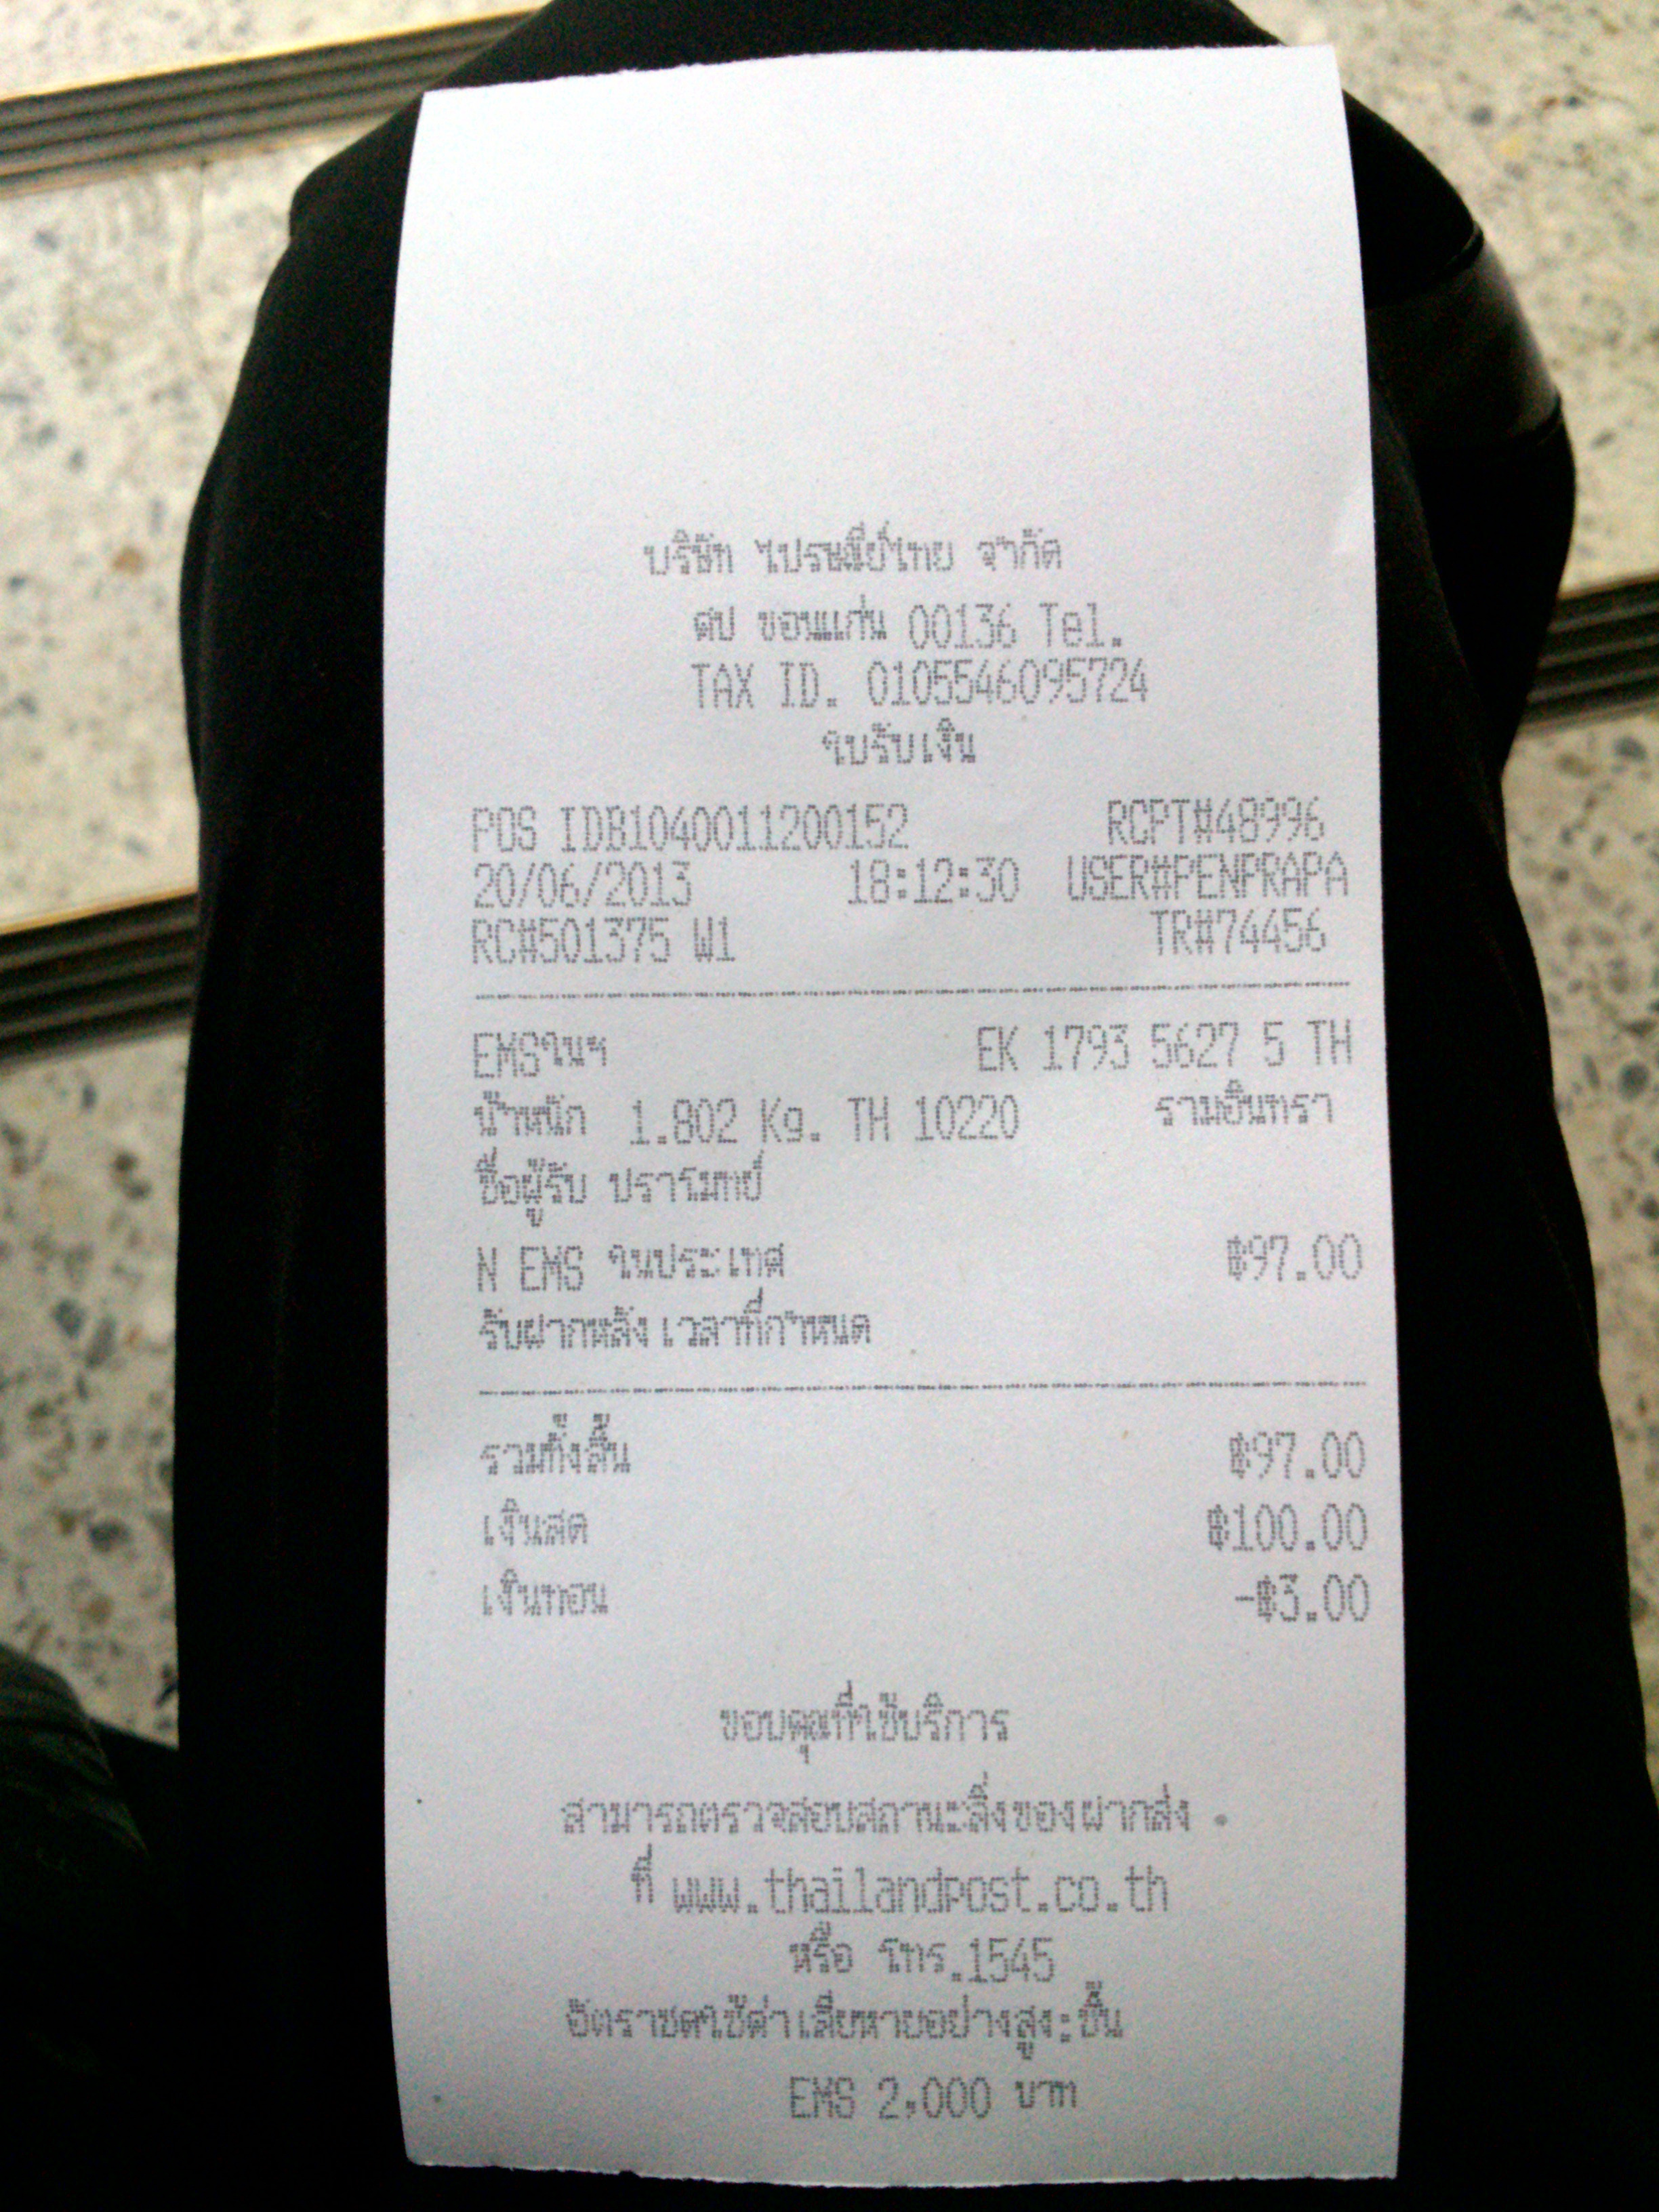 บริษัท ไปรษณีย์ไทย จำกัด
ศป ขอนแก่น 00136 Tel.
TAX ID. 0105546095724
ใบรับเงิน
POS IDB1040011200152 RCPT#48996
20/06/2013 18:12:30 USER#PENPRAPA
RC#501375 W1 TR#74456
EMSในฯ EK 1793 5627 5 TH
น้ำหนัก 1.802 Kg. TH 10220 รามอินทรา
ชื่อผู้รับ ปราโมทย์
N EMS ในประเทศ ฿97.00
รับฝากหลังเวลาที่กำหนด
รวมทั้งสิ้น ฿97.00
เงินสด ฿100.00
เงินทอน -฿3.00
ขอบคุณที่ใช้บริการ
สามารถตรวจสอบสถานะสิ่งของฝากส่ง
ที่ www.thailandpost.co.th
หรือ โทร.1545
อัตราชดใช้ค่าเสียหายอย่างสูง:ชิ้น
EMS 2,000 บาท